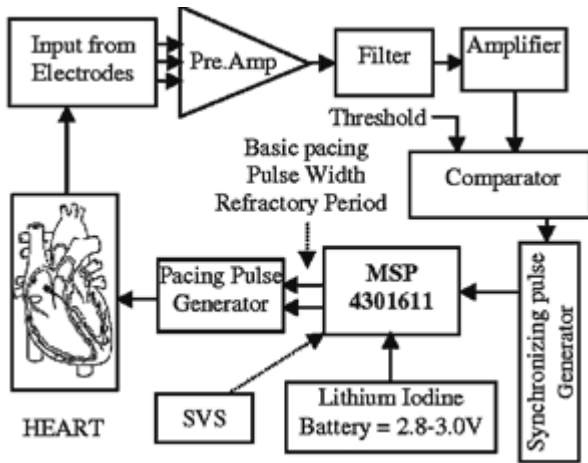 Input from
Electrodes
Pre.Amp
Filter
Amplifier
Threshold
Comparator
Basic pacing
Pulse Width
Refractory Period
Pacing Pulse
Generator
MSP
4301611
Synchronizing pulse
Generator
SVS
Lithium Iodine
Battery = 2.8-3.0V
HEART